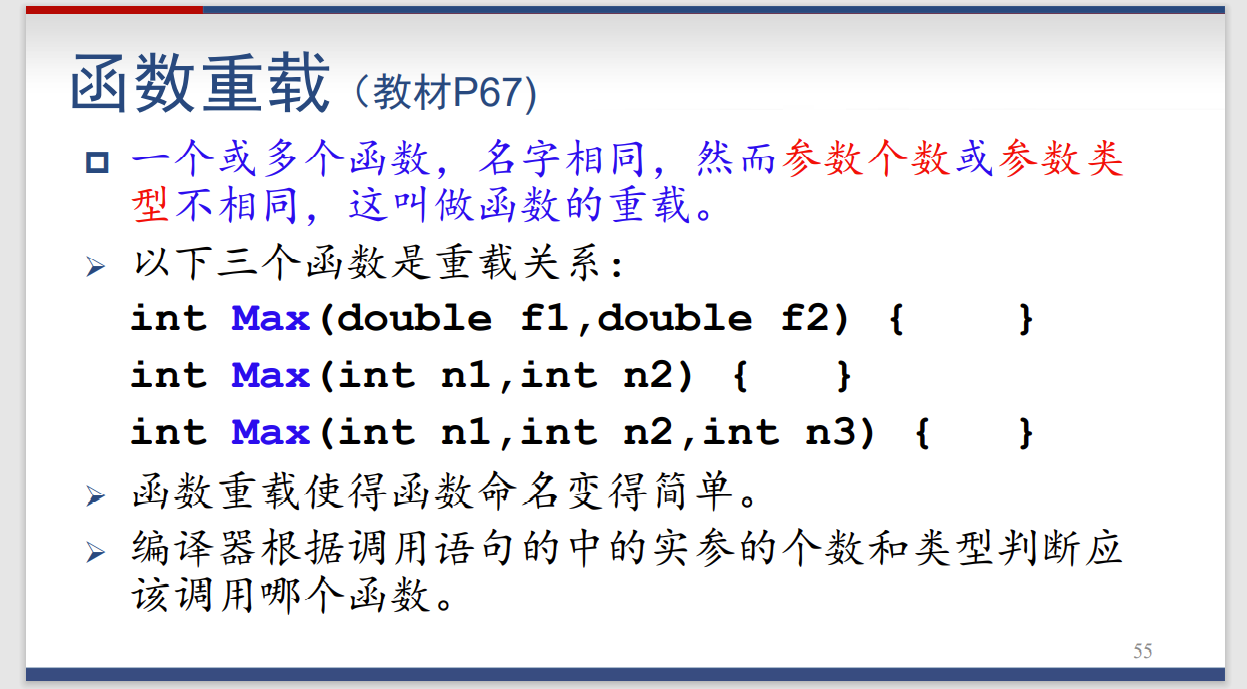 函数重载（教材P67)
一个或多个函数，名字相同，然而参数个数或参数类
型不相同，这叫做函数的重载。
以下三个函数是重载关系：
int Max(double f1,double f2) { }
int Max(int n1,int n2) { }
int Max(int n1,int n2,int n3) { }
函数重载使得函数命名变得简单。
编译器根据调用语句的中的实参的个数和类型判断应
该调用哪个函数。
55